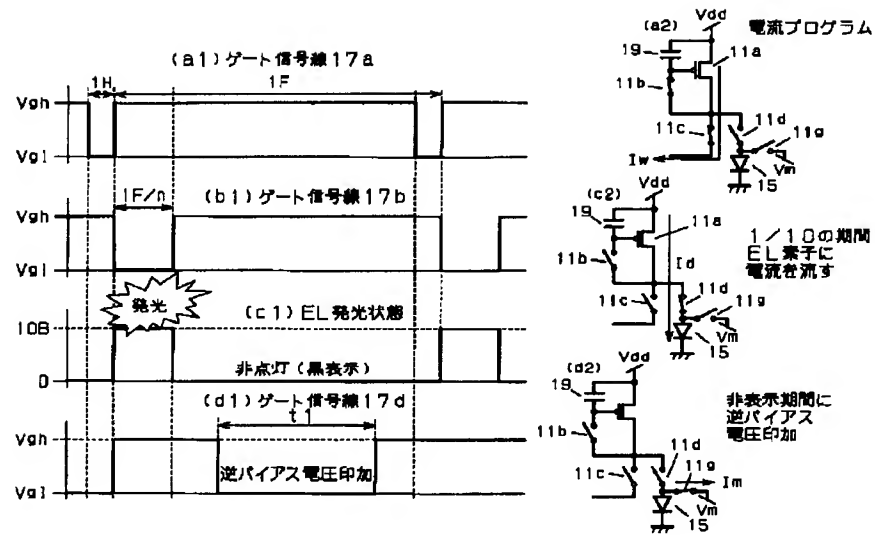 (a1)ゲート信号線17a
1H
1F
Vgh
Vgl
1F/n
(b1)ゲート信号線17b
Vgh
Vgl
発光
(c1)EL発光状態
10B
0
非点灯(黒表示)
(d1)ゲート信号線17d
t1
Vgh
Vgl
逆バイアス電圧印加
(a2)
Vdd
電流プログラム
19
11a
11b
11c
11d
11g
Iw
Vm
15
(c2)
Vdd
19
11a
11b
Id
11c
11d
11g
Vm
15
1/10の期間
EL素子に
電流を流す
(d2)
Vdd
19
11b
11c
11d
11g
Im
Vm
15
非表示期間に
逆バイアス
電圧印加